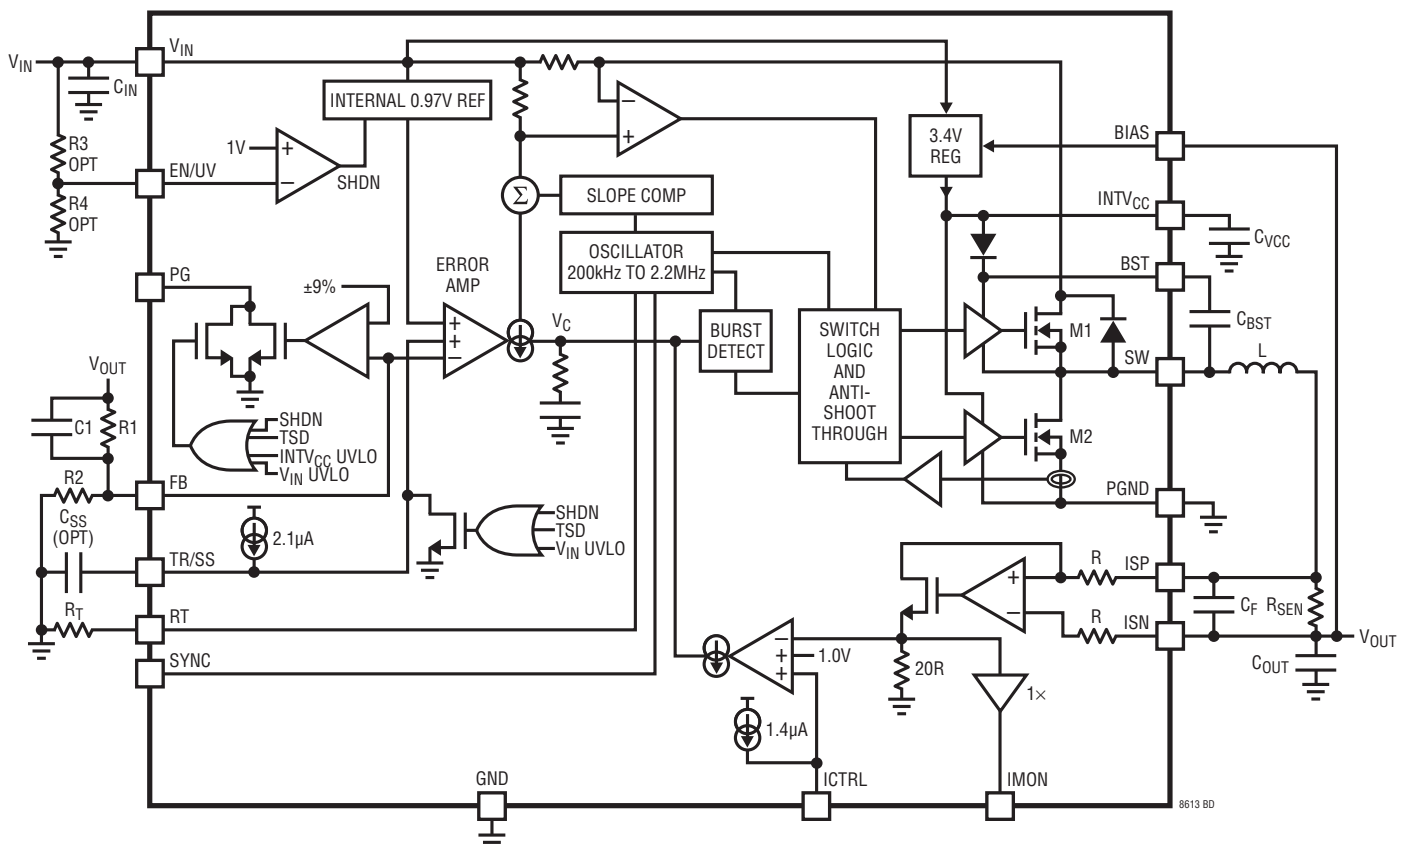 VIN
VIN
CIN
INTERNAL 0.97V REF
R3
OPT
1V
+
−
SHDN
EN/UV
R4
OPT
−
+
3.4V
REG
BIAS
INTVCC
CVCC
Σ
SLOPE COMP
OSCILLATOR
200kHz TO 2.2MHz
BST
CBST
PG
±9%
ERROR
AMP
+
+
−
VC
BURST
DETECT
SWITCH
LOGIC
AND
ANTI-
SHOOT
THROUGH
M1
SW
L
M2
VOUT
C1
R1
SHDN
TSD
INTVCC UVLO
VIN UVLO
R2
FB
PGND
CSS
(OPT)
2.1µA
SHDN
TSD
VIN UVLO
TR/SS
+
−
R
ISP
CF
RSEN
RT
RT
R
ISN
VOUT
SYNC
−
+
+
1.0V
20R
1×
COUT
1.4µA
GND
ICTRL
IMON
8613 BD